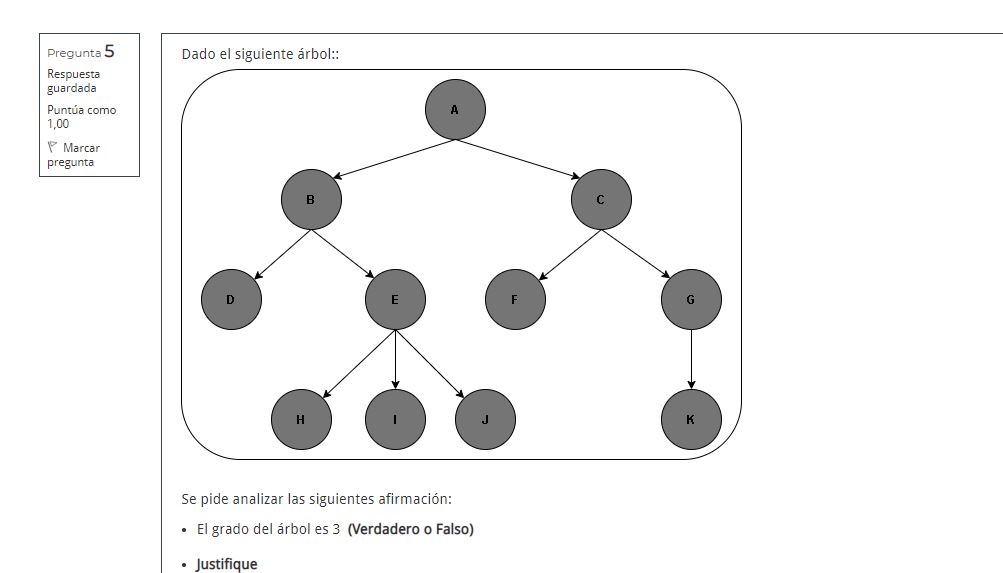 Pregunta 5
Respuesta
guardada
Puntúa como
1,00
Marcar
pregunta
Dado el siguiente árbol::
A
B
C
D
E
F
G
H
I
J
K
Se pide analizar las siguientes afirmación:
• El grado del árbol es 3 (Verdadero o Falso)
• Justifique